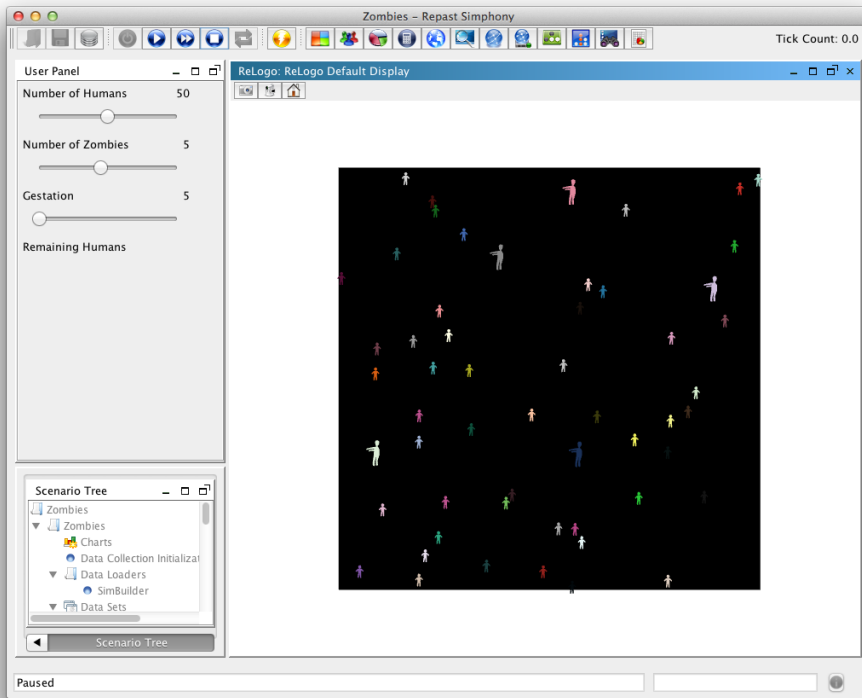 Zombies - Repast Simphony
Tick Count: 0.0
User Panel
Number of Humans 50
Number of Zombies 5
Gestation 5
Remaining Humans
ReLogo: ReLogo Default Display
Scenario Tree
Zombies
Zombies
Charts
Data Collection Initializat
Data Loaders
SimBuilder
Data Sets
Scenario Tree
Paused